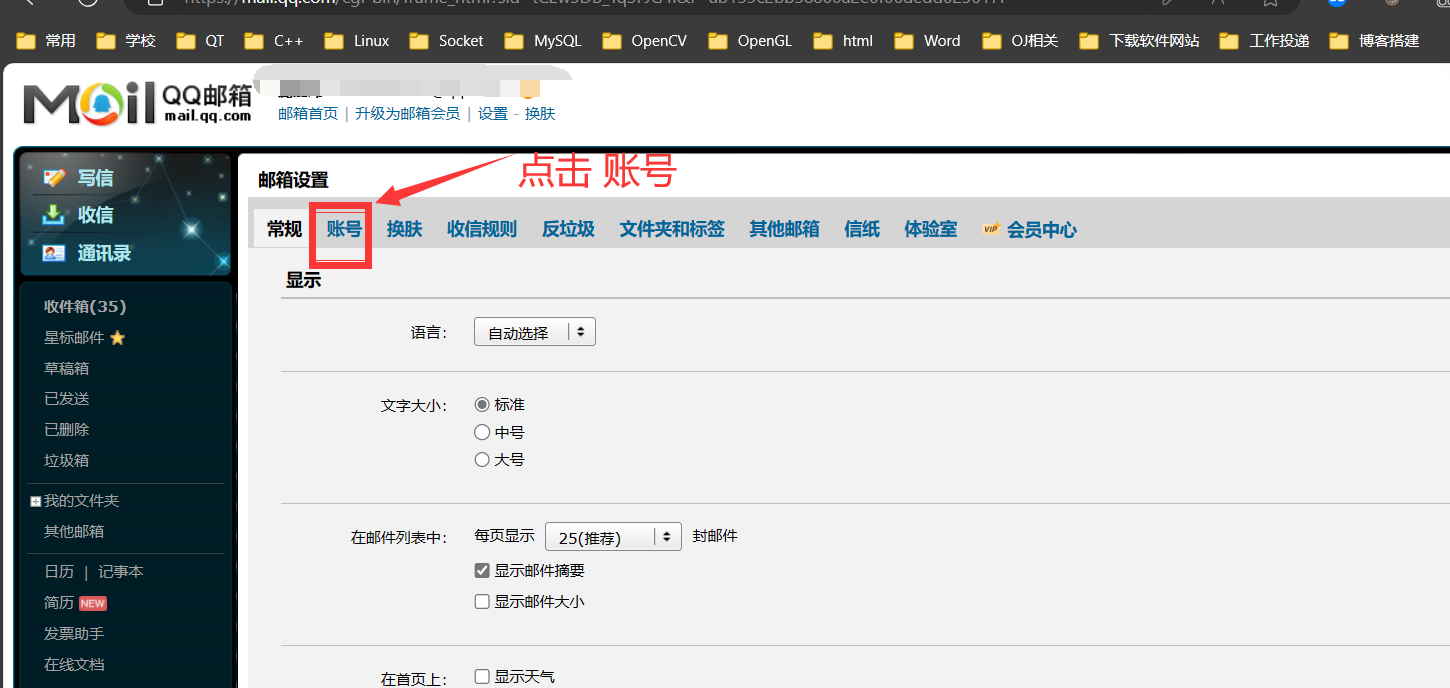 常用 学校 QT C++ Linux Socket MySQL OpenCV OpenGL html Word OJ相关 下载软件网站 工作投递 博客搭建
Mail QQ邮箱
mail.qq.com
邮箱首页 | 升级为邮箱会员 | 设置 - 换肤
点击 账号
写信
收信
通讯录
收件箱(35)
星标邮件
草稿箱
已发送
已删除
垃圾箱
我的文件夹
其他邮箱
日历 | 记事本
简历 NEW
发票助手
在线文档
邮箱设置
常规 账号 换肤 收信规则 反垃圾 文件夹和标签 其他邮箱 信纸 体验室 VIP 会员中心
显示
语言: 自动选择
文字大小: 标准
中号
大号
在邮件列表中: 每页显示 25(推荐) 封邮件
显示邮件摘要
显示邮件大小
在首页上: 显示天气